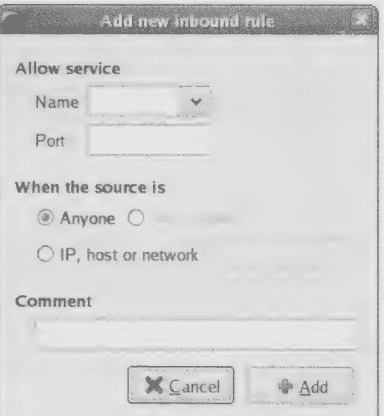 Add new inbound rule
Allow service
Name
Port
When the source is
Anyone
IP, host or network
Comment
Cancel
Add